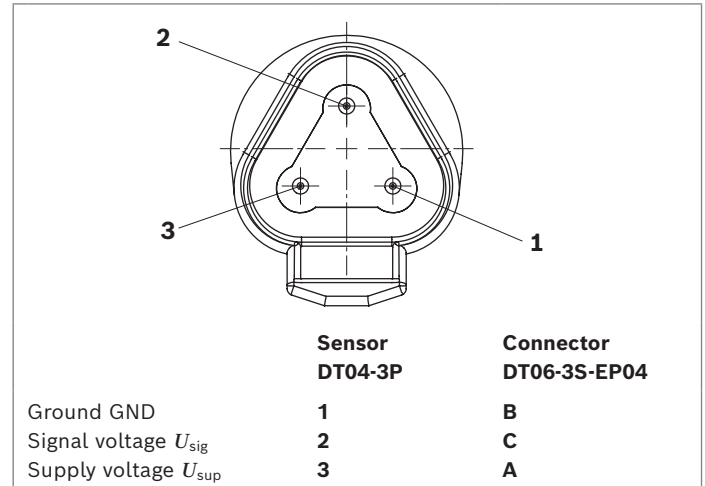 2
3
1
Sensor Connector
DT04-3P DT06-3S-EP04
Ground GND 1 B
Signal voltage Usig 2 C
Supply voltage Usup 3 A